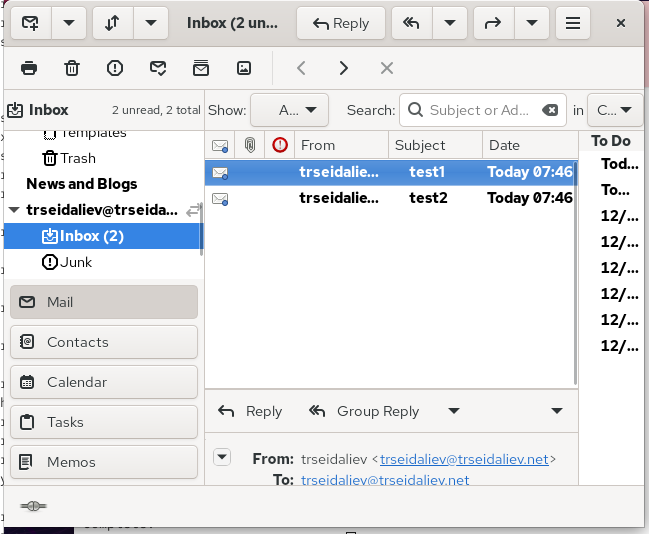 Inbox (2 un...
Reply
Inbox
2 unread, 2 total
Show:
A...
Search:
Subject or Ad...
in
C...
Templates
Trash
News and Blogs
trseidaliev@trseida...
Inbox (2)
Junk
Mail
Contacts
Calendar
Tasks
Memos
From
Subject
Date
trseidalie...
test1
Today 07:46
trseidalie...
test2
Today 07:46
To Do
Tod...
To...
12/...
12/...
12/...
12/...
12/...
12/...
Reply
Group Reply
From: trseidaliev <trseidaliev@trseidaliev.net>
To: trseidaliev@trseidaliev.net